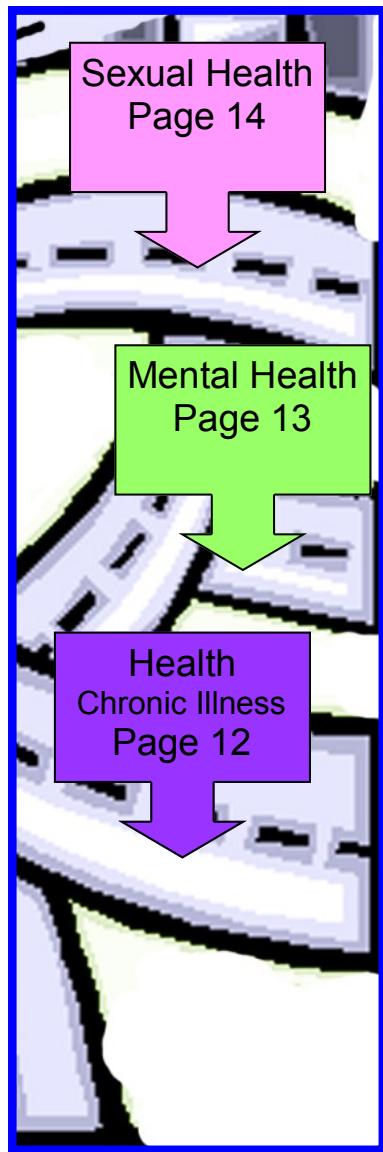 Sexual Health
Page 14
Mental Health
Page 13
Health
Chronic Illness
Page 12